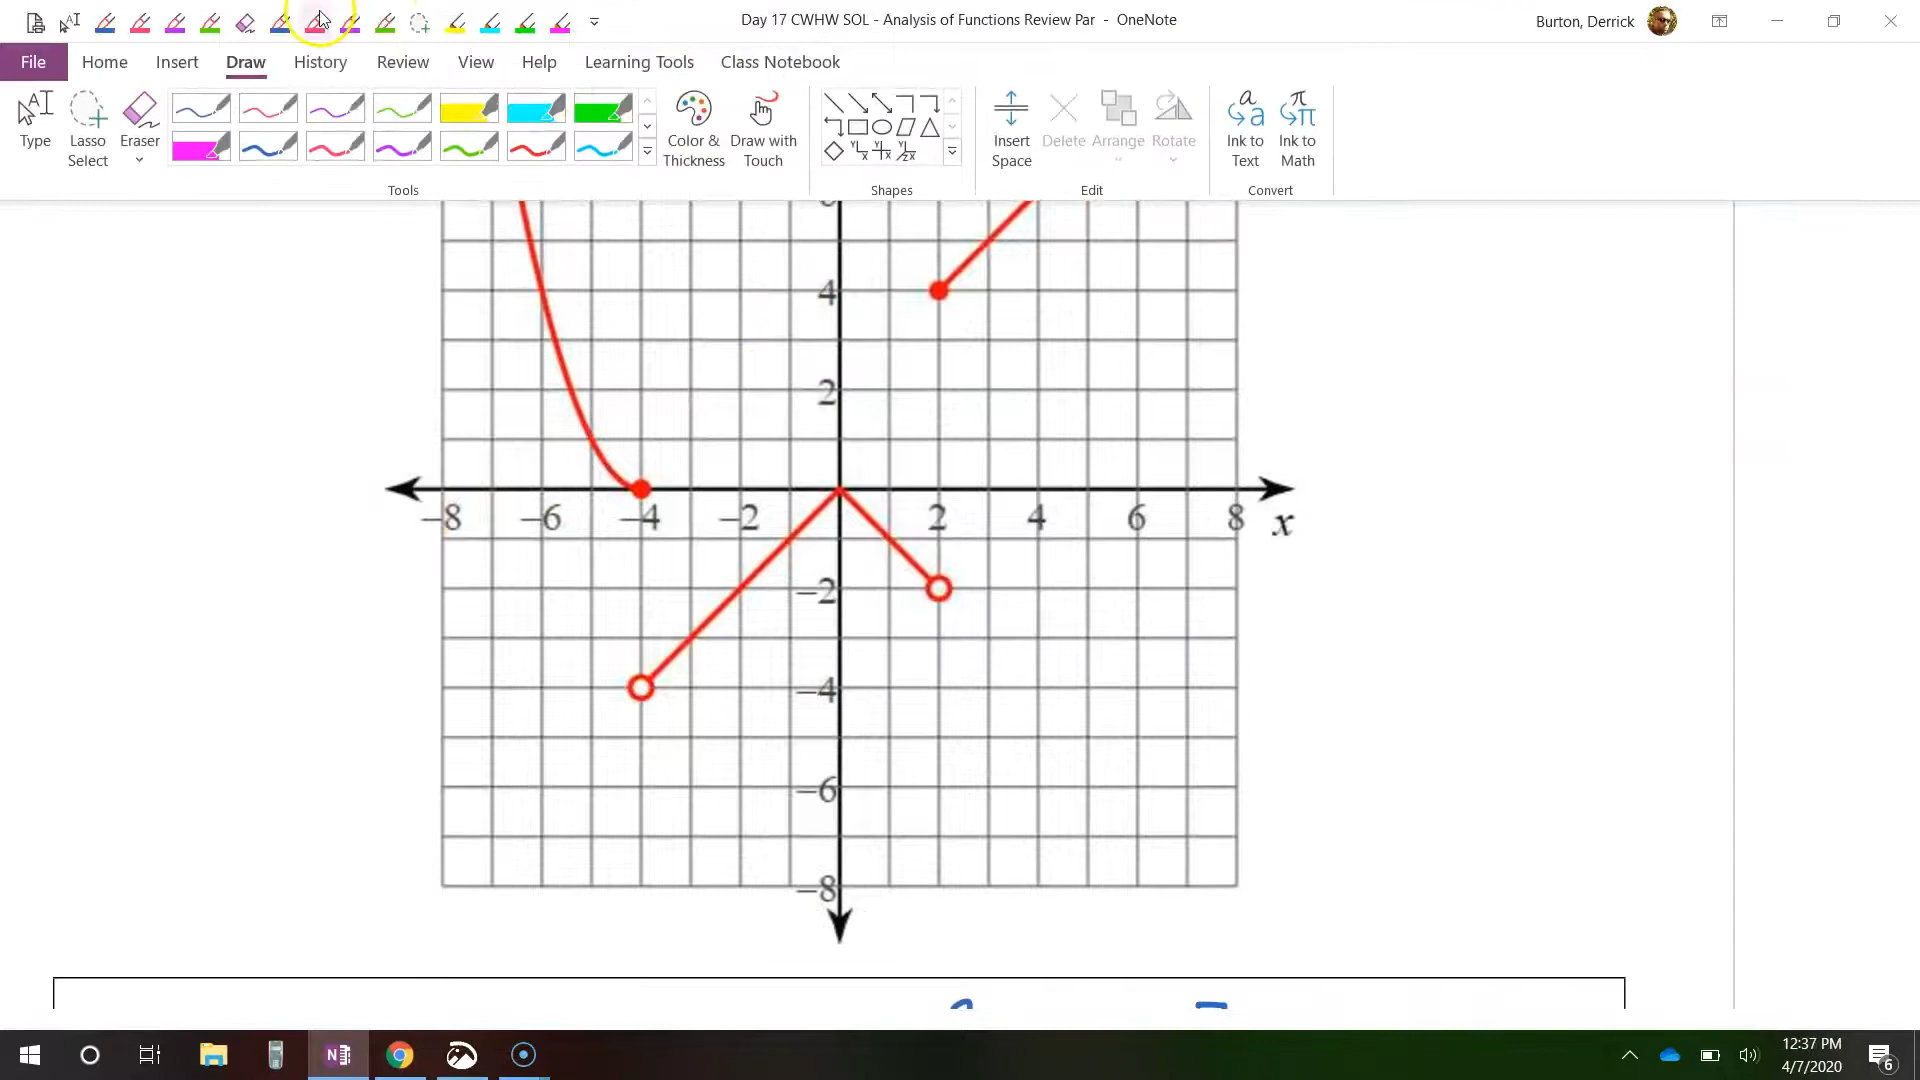 Day 17 CWHW SOL - Analysis of Functions Review Par - OneNote
Burton, Derrick
File Home Insert Draw History Review View Help Learning Tools Class Notebook
Type
Lasso Select
Eraser
Color & Thickness
Draw with Touch
Insert Space
Delete
Arrange
Rotate
Ink to Text
Ink to Math
Tools
Shapes
Edit
Convert
4
2
-8 -6 -4 -2 2 4 6 8 x
-2
-4
-6
-8
12:37 PM
4/7/2020
6